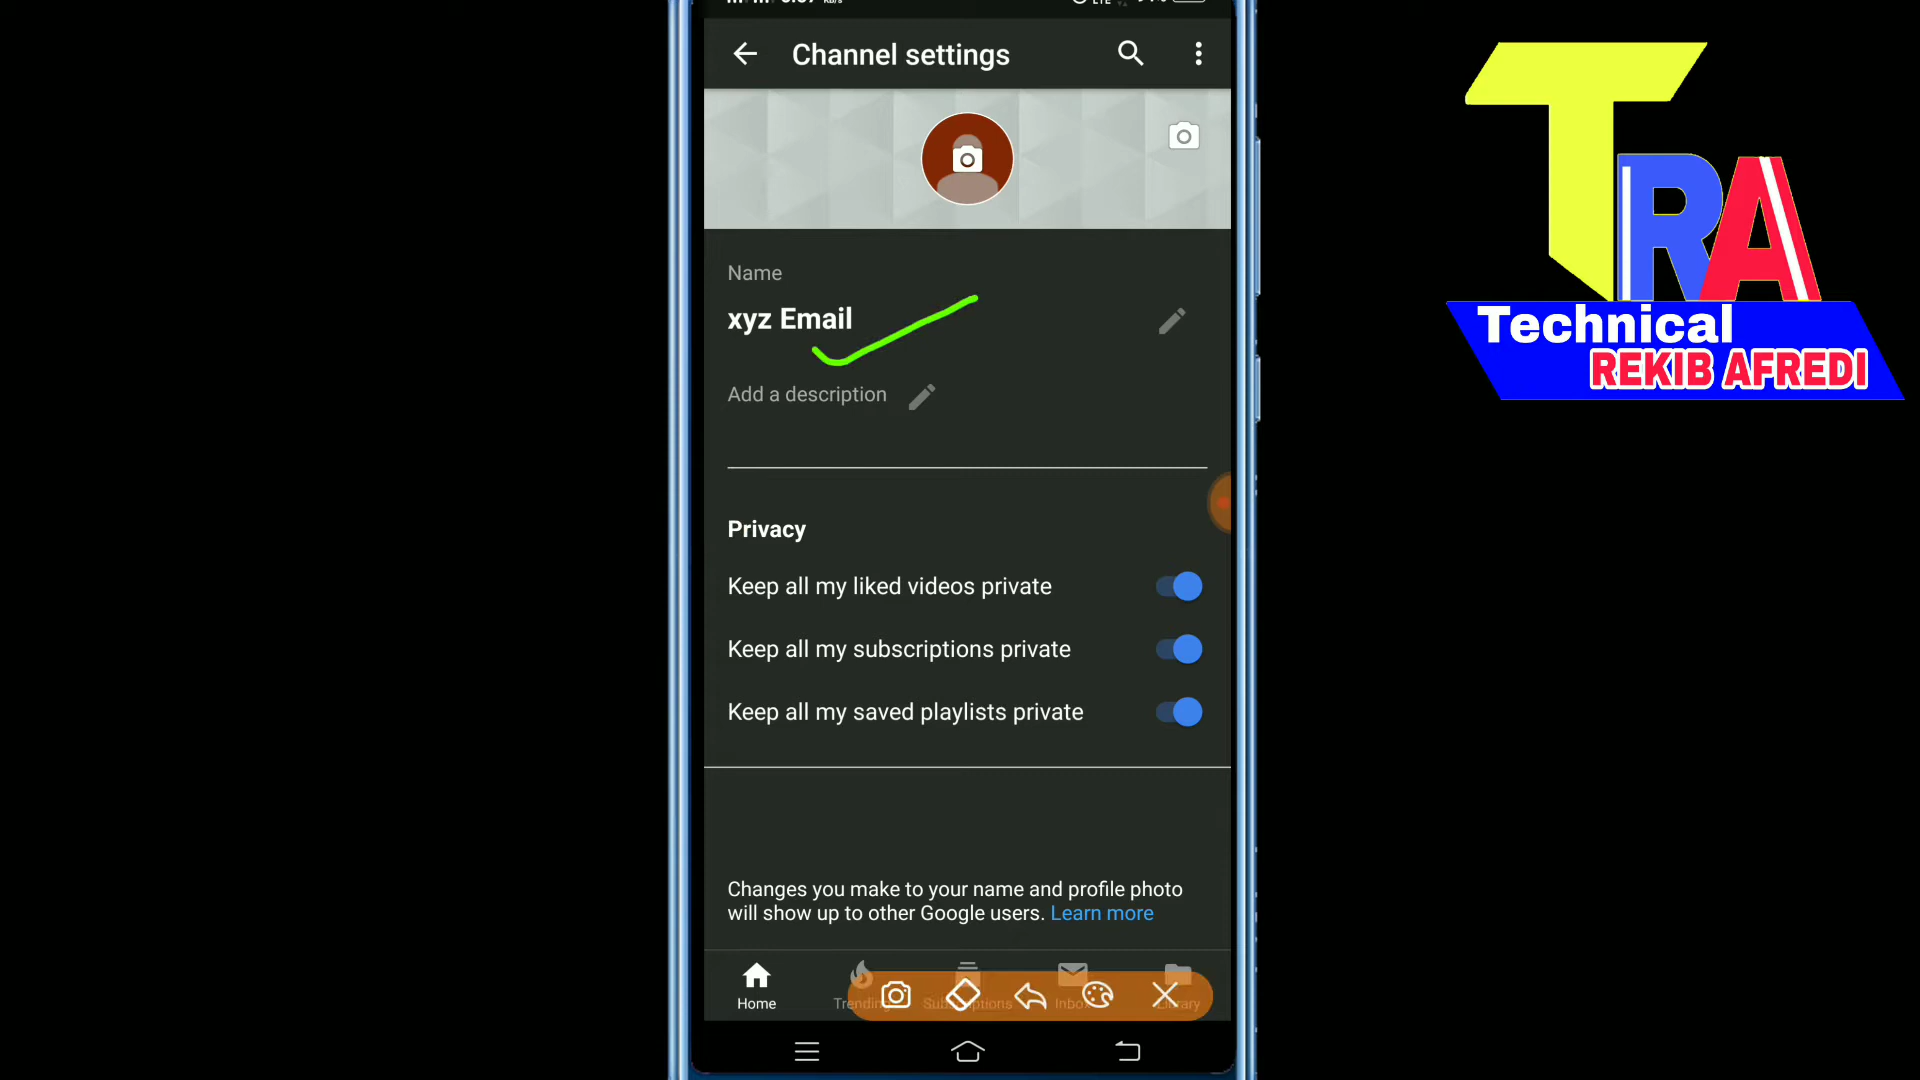 Channel settings
Name
xyz Email
Add a description
Privacy
Keep all my liked videos private
Keep all my subscriptions private
Keep all my saved playlists private
Changes you make to your name and profile photo
will show up to other Google users. Learn more
Home Trending Subscriptions Inbox Library
TRA
Technical
REKIB AFREDI